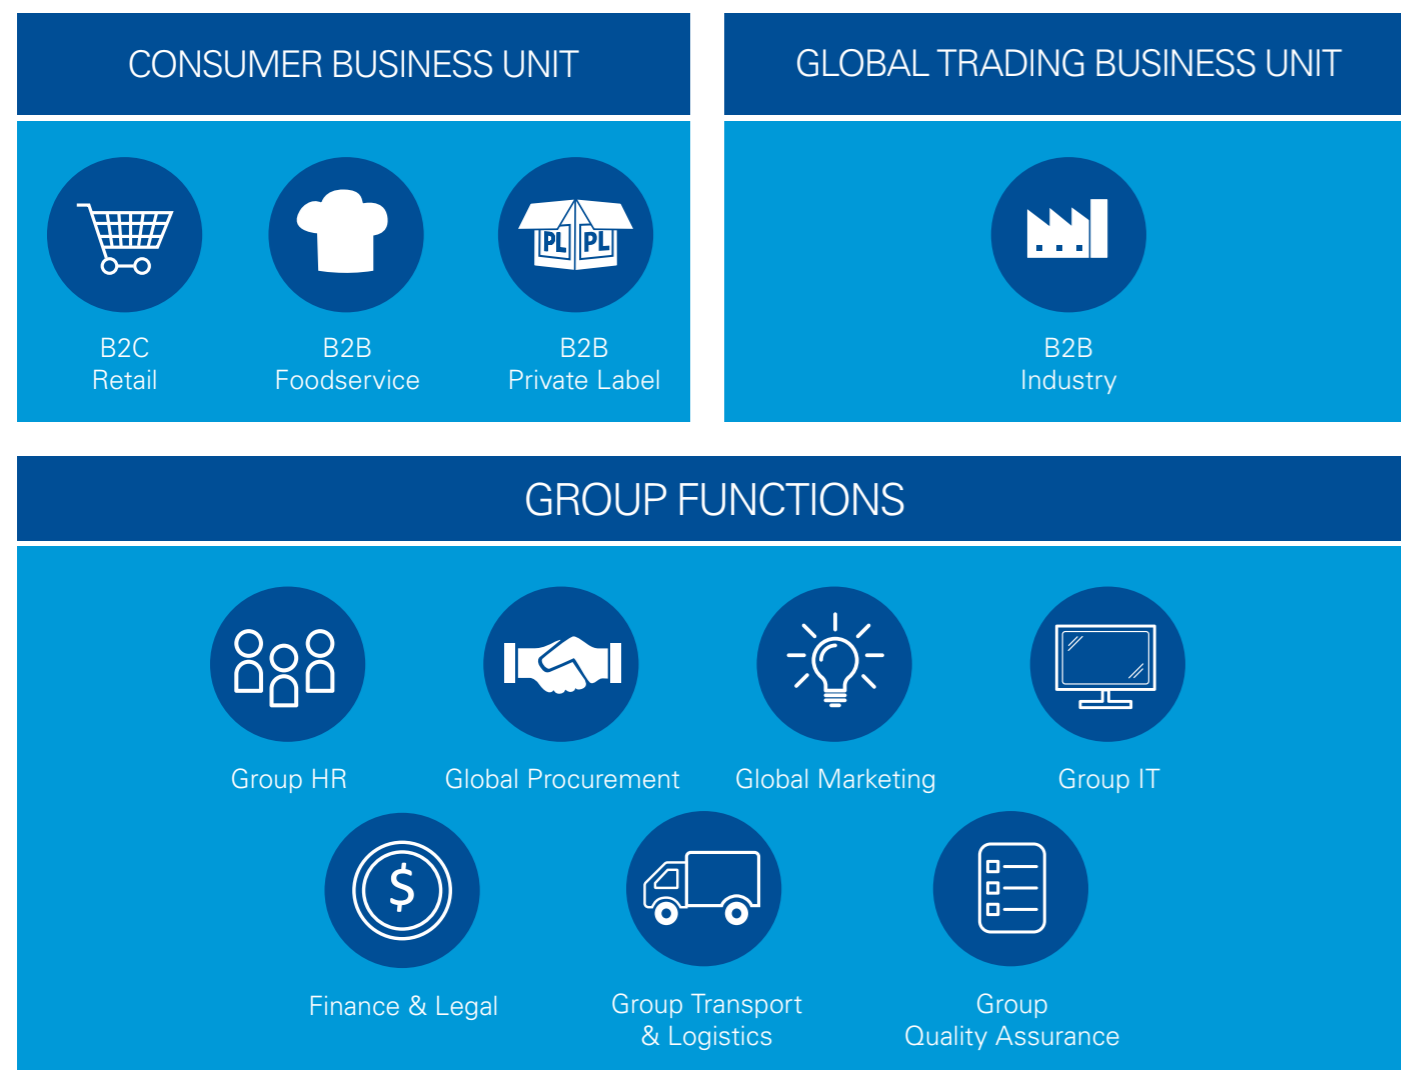 CONSUMER BUSINESS UNIT
B2C
Retail
B2B
Foodservice
PL PL
B2B
Private Label
GLOBAL TRADING BUSINESS UNIT
B2B
Industry
GROUP FUNCTIONS
Group HR
Global Procurement
Global Marketing
Group IT
$
Finance & Legal
Group Transport
& Logistics
Group
Quality Assurance